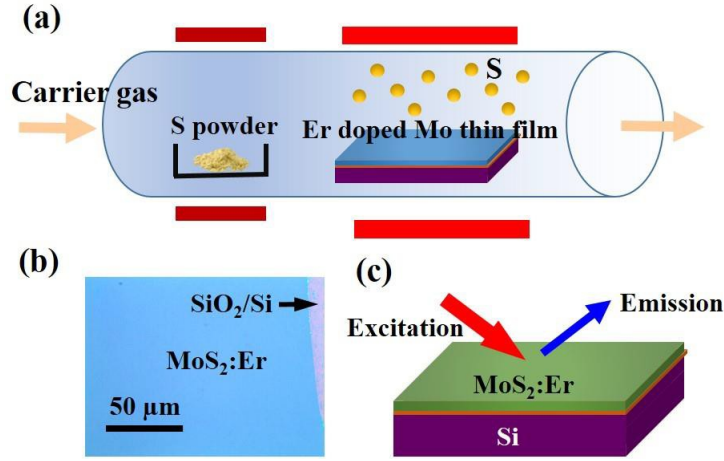 (a)
S
Carrier gas
S powder
Er doped Mo thin film
(b)
SiO₂/Si
MoS₂:Er
50 μm
(c)
Excitation
Emission
MoS₂:Er
Si